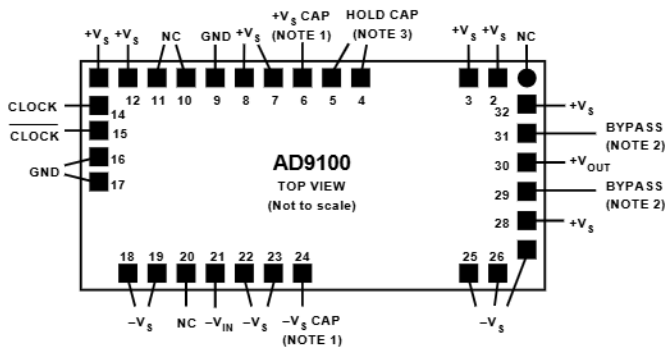 +VS +VS NC GND +VS +VS CAP (NOTE 1) HOLD CAP (NOTE 3) +VS +VS NC
12 11 10 9 8 7 6 5 4 3 2
CLOCK 14
CLOCK 15
GND 16
17
32 +VS
31 BYPASS (NOTE 2)
30 +VOUT
29 BYPASS (NOTE 2)
28 +VS
AD9100
TOP VIEW
(Not to scale)
18 19 20 21 22 23 24 25 26
–VS NC –VIN –VS –VS CAP (NOTE 1) –VS